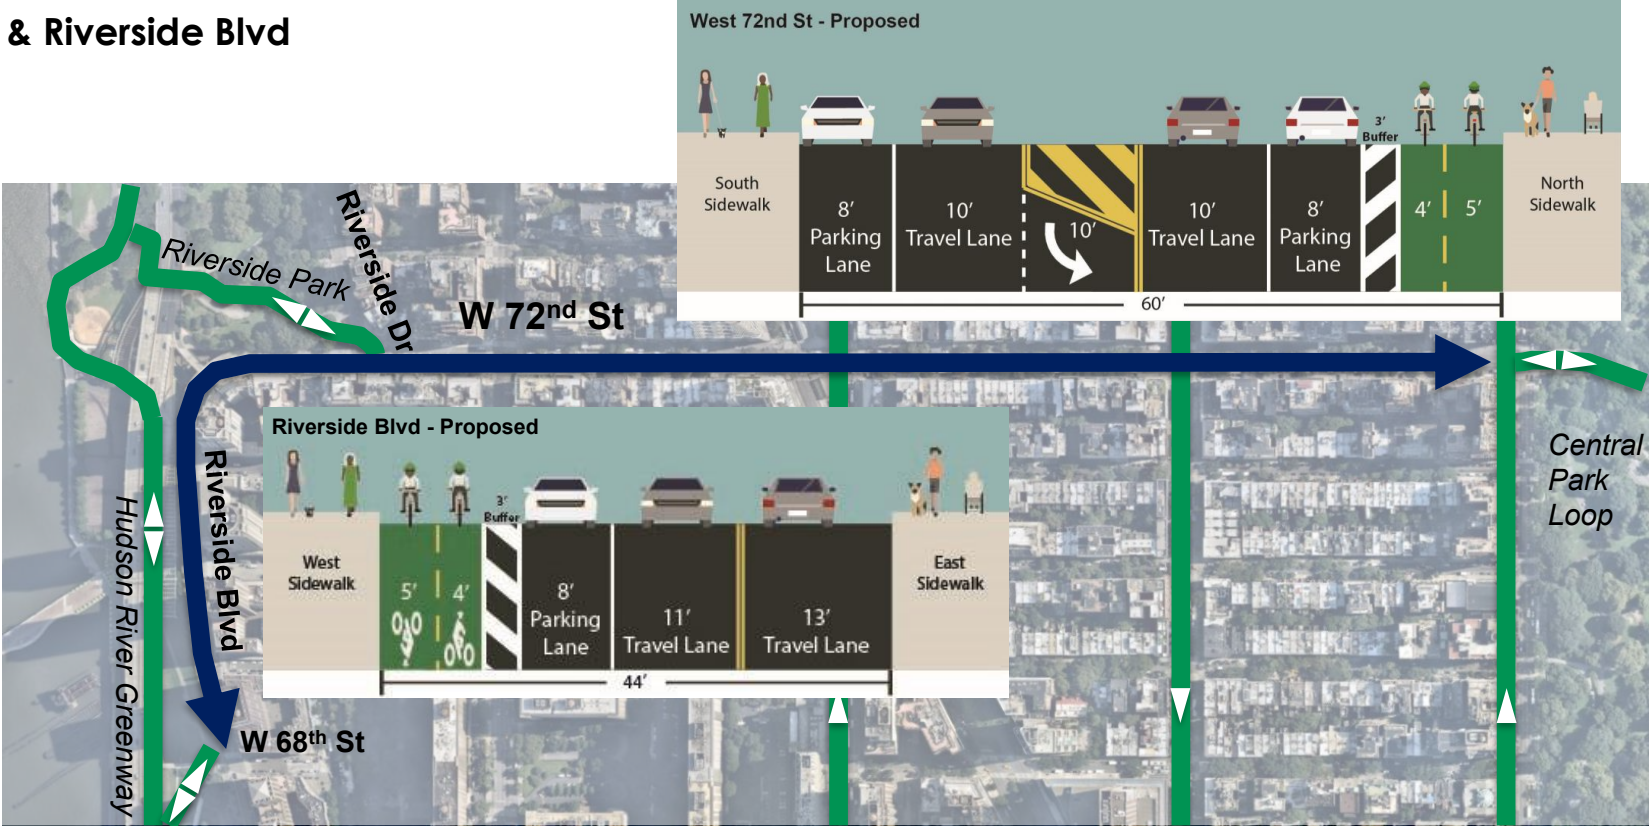 & Riverside Blvd
West 72nd St - Proposed
3’
Buffer
South
Sidewalk
8’
Parking
Lane
10’
Travel Lane
10’
10’
Travel Lane
8’
Parking
Lane
4’
5’
North
Sidewalk
60’
Riverside Park
Riverside Dr
W 72nd St
Riverside Blvd - Proposed
3’
Buffer
West
Sidewalk
5’
4’
8’
Parking
Lane
11’
Travel Lane
13’
Travel Lane
East
Sidewalk
44’
Central
Park
Loop
Riverside Blvd
Hudson River Greenway
W 68th St